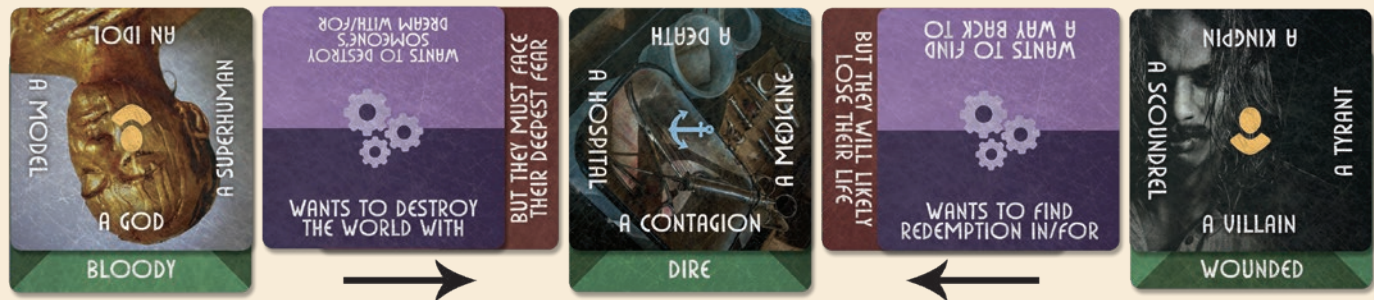 AN IDOL
A MODEL
A SUPERHUMAN
A GOD
BLOODY
WANTS TO DESTROY
SOMEONE'S
DREAM WITH/FOR
WANTS TO DESTROY
THE WORLD WITH
BUT THEY MUST FACE
THEIR DEEPEST FEAR
A DEATH
A HOSPITAL
A MEDICINE
A CONTAGION
DIRE
BUT THEY WILL LIKELY
LOSE THEIR LIFE
WANTS TO FIND
A WAY BACK TO
WANTS TO FIND
REDEMPTION IN/FOR
A KINGPIN
A SCOUNDREL
A TYRANT
A VILLAIN
WOUNDED